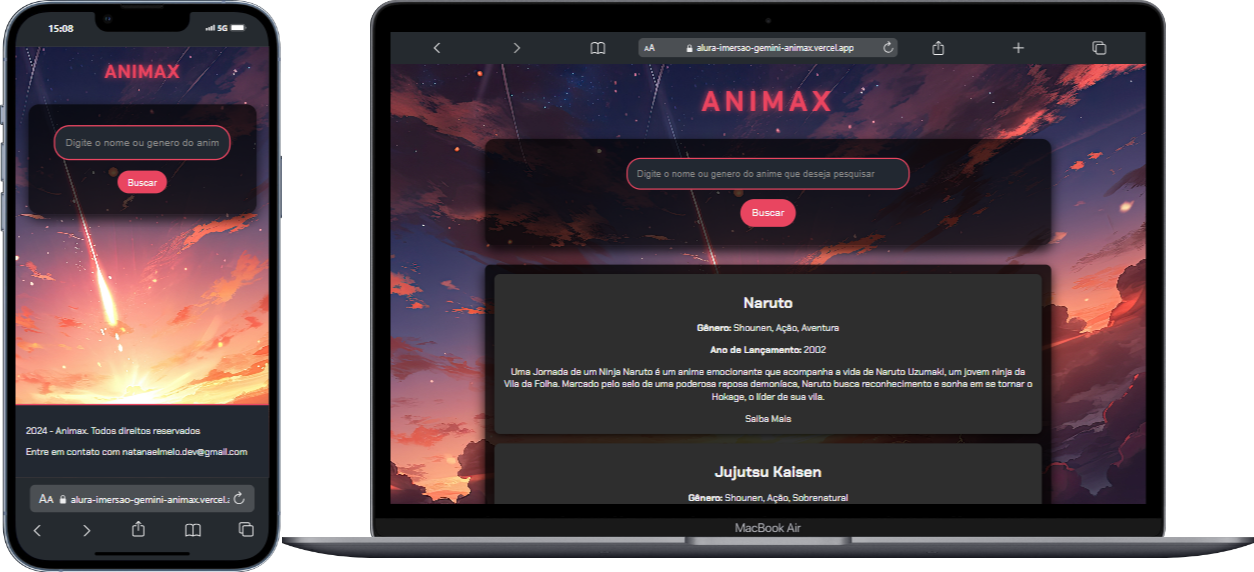 15:08
5G
ANIMAX
Digite o nome ou genero do anim
Buscar
2024 - Animax. Todos direitos reservados
Entre em contato com natanaelmelo.dev@gmail.com
AA alura-imersao-gemini-animax.vercel.a
AA alura-imersao-gemini-animax.vercel.app
ANIMAX
Digite o nome ou genero do anime que deseja pesquisar
Buscar
Naruto
Gênero: Shounen, Ação, Aventura
Ano de Lançamento: 2002
Uma Jornada de um Ninja Naruto é um anime emocionante que acompanha a vida de Naruto Uzumaki, um jovem ninja da
Vila da Folha. Marcado pelo selo de uma poderosa raposa demoníaca, Naruto busca reconhecimento e sonha em se tornar o
Hokage, o líder de sua vila.
Saiba Mais
Jujutsu Kaisen
Gênero: Shounen, Ação, Sobrenatural
MacBook Air